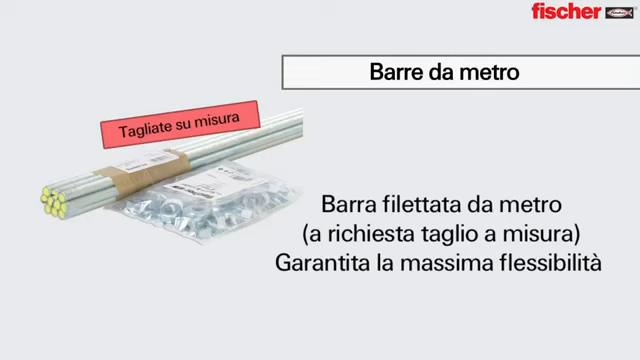 fischer
Barre da metro
Tagliate su misura
Barra filettata da metro
(a richiesta taglio a misura)
Garantita la massima flessibilità